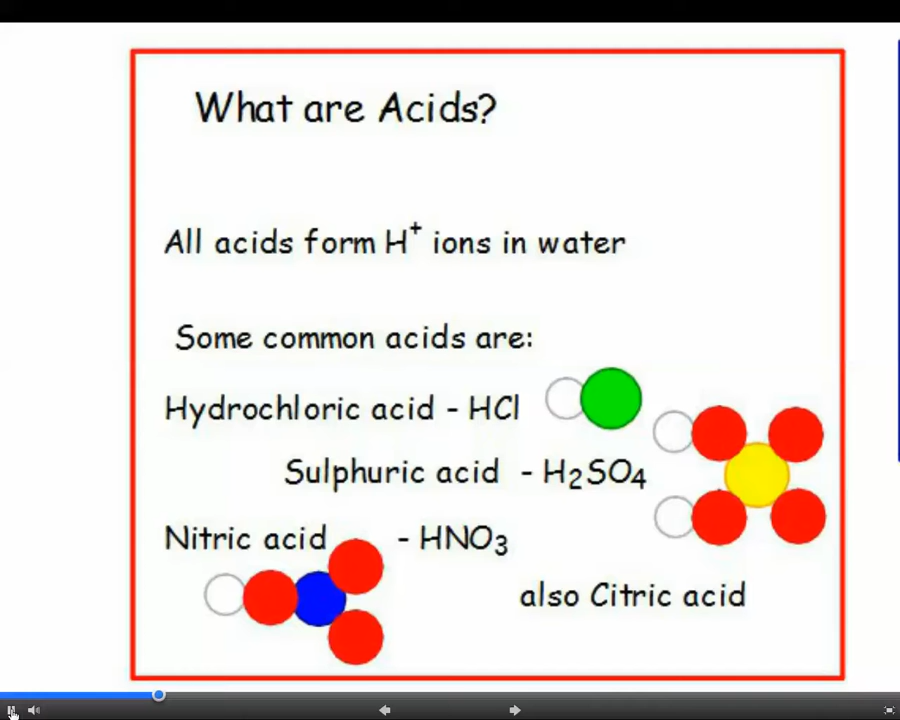 What are Acids?
All acids form H⁺ ions in water
Some common acids are:
Hydrochloric acid - HCl
Sulphuric acid - H₂SO₄
Nitric acid - HNO₃
also Citric acid